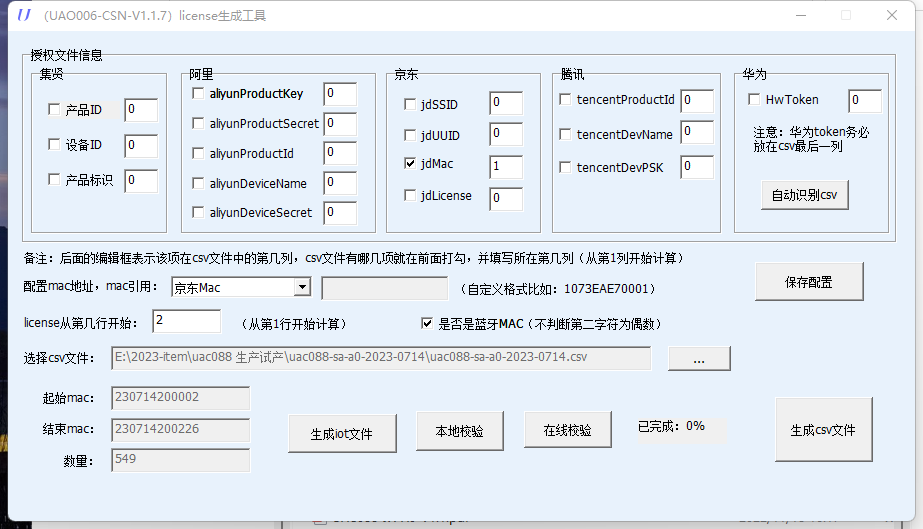 （UAO006-CSN-V1.1.7）license生成工具
授权文件信息
集贤
产品ID 0
设备ID 0
产品标识 0
阿里
aliyunProductKey 0
aliyunProductSecret 0
aliyunProductId 0
aliyunDeviceName 0
aliyunDeviceSecret 0
京东
jdSSID 0
jdUUID 0
jdMac 1
jdLicense 0
腾讯
tencentProductId 0
tencentDevName 0
tencentDevPSK 0
华为
HwToken 0
注意：华为token务必
放在csv最后一列
自动识别csv
备注：后面的编辑框表示该项在csv文件中的第几列，csv文件有哪几项就在前面打勾，并填写所在第几列（从第1列开始计算）
配置mac地址，mac引用： 京东Mac （自定义格式比如：1073EAE70001）
保存配置
license从第几行开始： 2 （从第1行开始计算） 是否是蓝牙MAC（不判断第二字符为偶数）
选择csv文件： E:\2023-item\uac088 生产试产\uac088-sa-a0-2023-0714\uac088-sa-a0-2023-0714.csv ...
起始mac： 230714200002
结束mac： 230714200226
数量： 549
生成iot文件
本地校验
在线校验
已完成：0%
生成csv文件